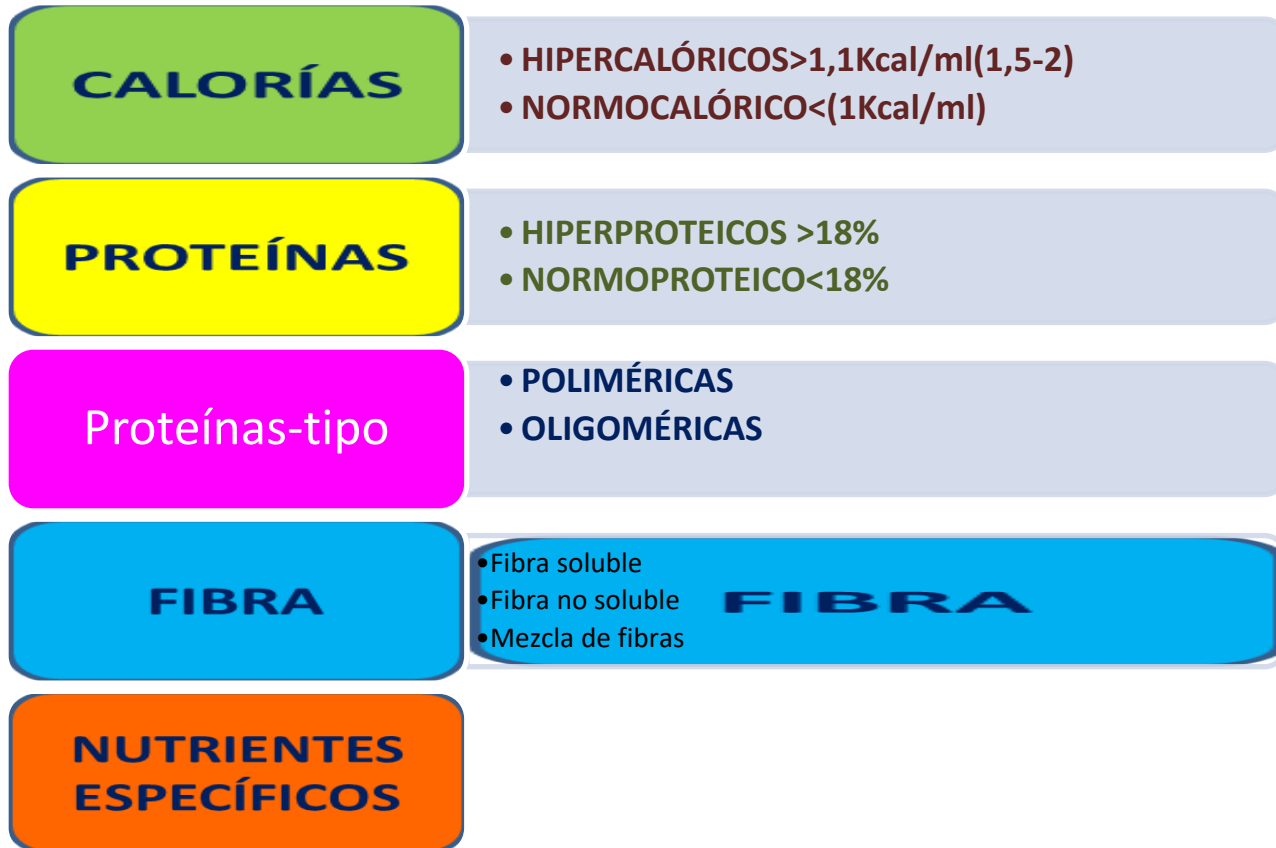 CALORÍAS
• HIPERCALÓRICOS>1,1Kcal/ml(1,5-2)
• NORMOCALÓRICO<(1Kcal/ml)
PROTEÍNAS
• HIPERPROTEICOS >18%
• NORMOPROTEICO<18%
Proteínas-tipo
• POLIMÉRICAS
• OLIGOMÉRICAS
FIBRA
•Fibra soluble
•Fibra no soluble
•Mezcla de fibras
FIBRA
NUTRIENTES
ESPECÍFICOS